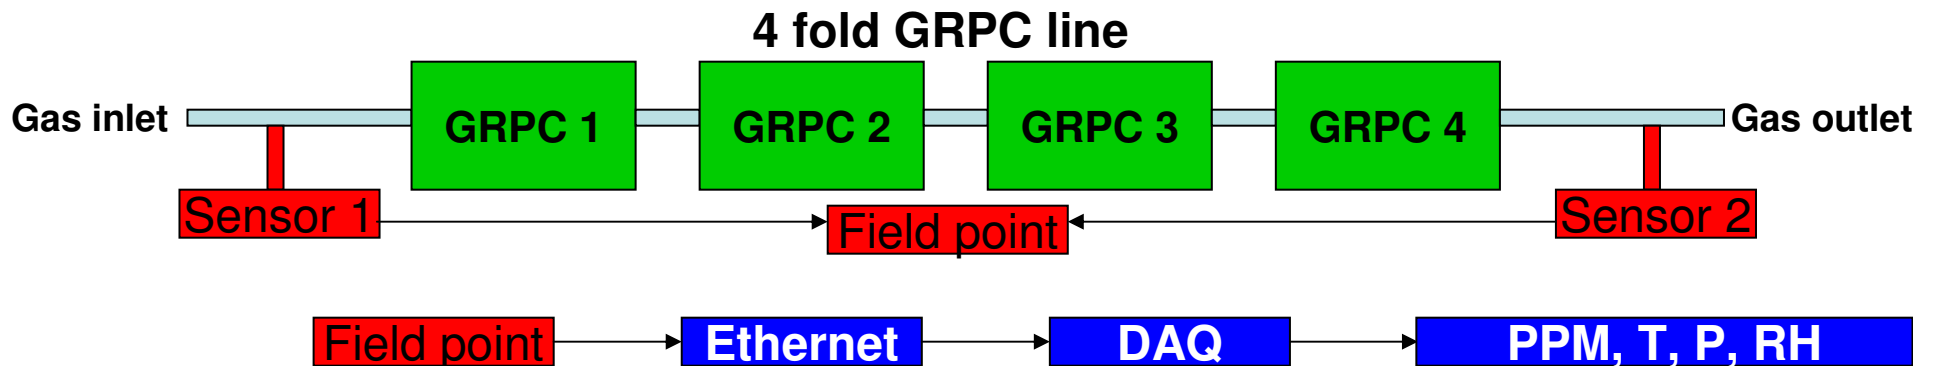 4 fold GRPC line
Gas inlet
GRPC 1
GRPC 2
GRPC 3
GRPC 4
Gas outlet
Sensor 1
Field point
Sensor 2
Field point
Ethernet
DAQ
PPM, T, P, RH